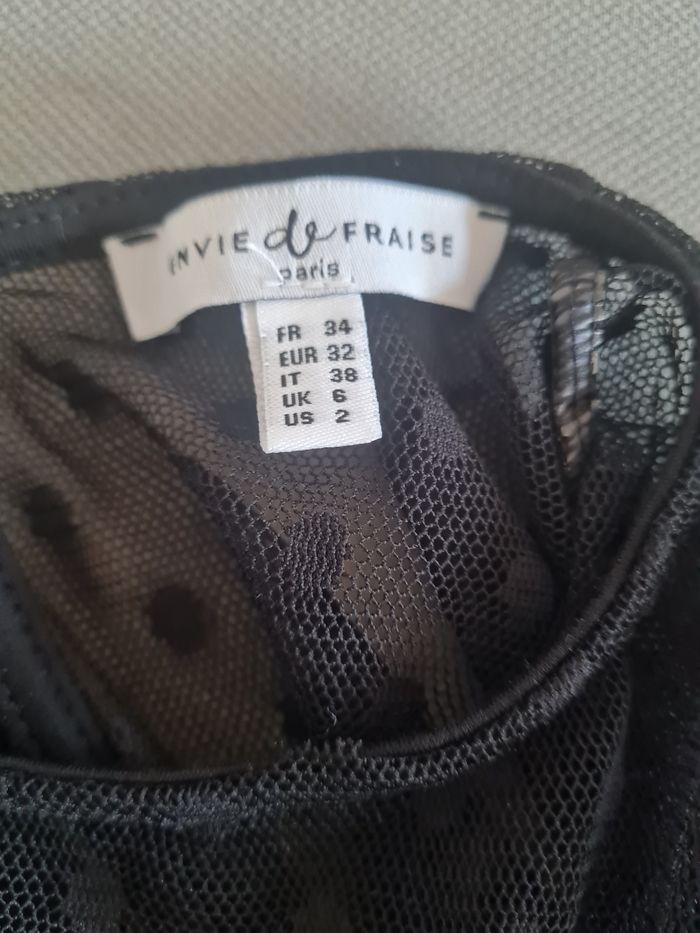 ENVIE de FRAISE
paris
FR 34
EUR 32
IT 38
UK 6
US 2